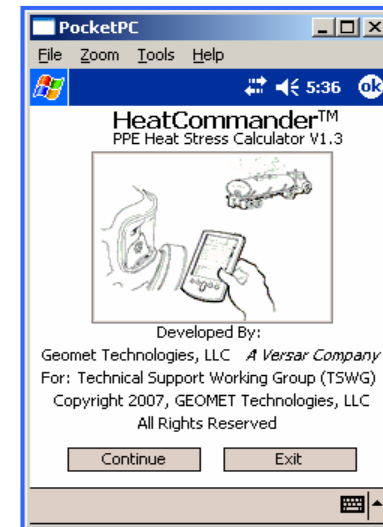 PocketPC
File Zoom Tools Help
5:36 ok
HeatCommander™
PPE Heat Stress Calculator V1.3
Developed By:
Geomet Technologies, LLC A Versar Company
For: Technical Support Working Group (TSWG)
Copyright 2007, GEOMET Technologies, LLC
All Rights Reserved
Continue Exit